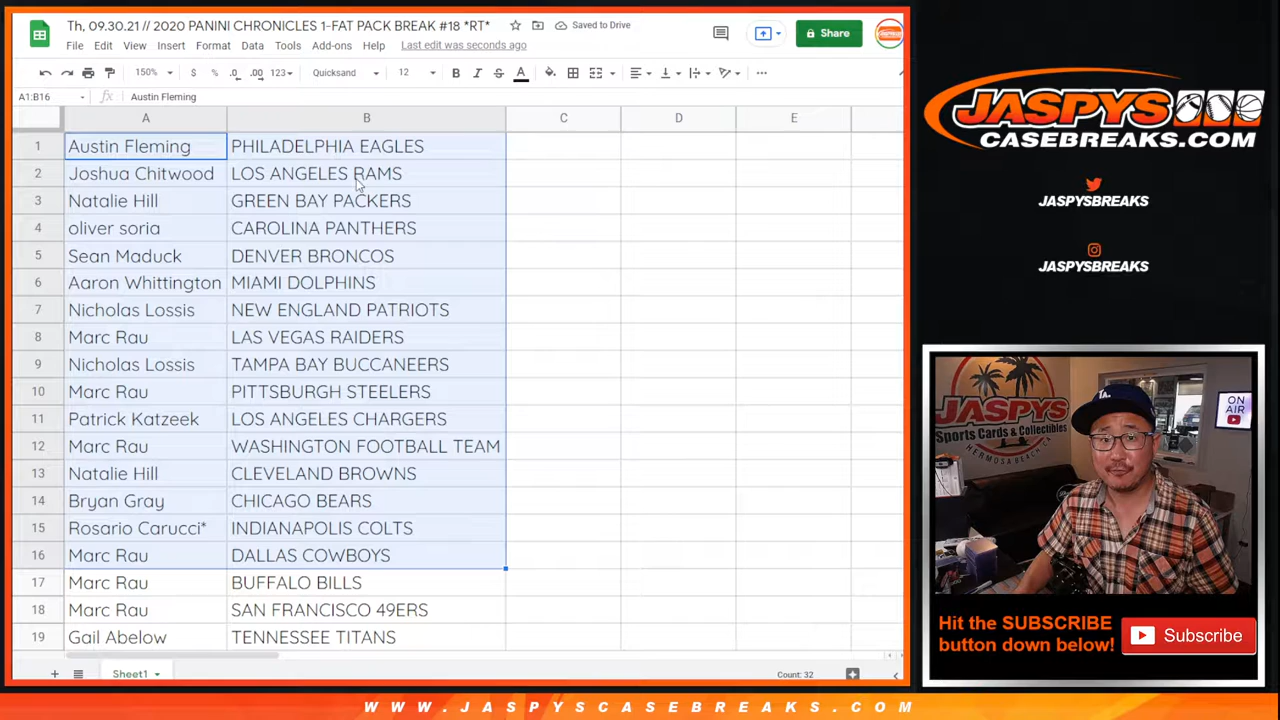 Th, 09.30.21// 2020 PANINI CHRONICLES 1-FAT PACK BREAK #18 *RT*
Saved to Drive
File Edit View Insert Format Data Tools Add-ons Help Last edit was seconds ago
Share
150% $ % .0 .00 123 Quicksand 12 B I S A
A1:B16 fx Austin Fleming
A B C D E
1 Austin Fleming PHILADELPHIA EAGLES
2 Joshua Chitwood LOS ANGELES RAMS
3 Natalie Hill GREEN BAY PACKERS
4 oliver soria CAROLINA PANTHERS
5 Sean Maduck DENVER BRONCOS
6 Aaron Whittington MIAMI DOLPHINS
7 Nicholas Lossis NEW ENGLAND PATRIOTS
8 Marc Rau LAS VEGAS RAIDERS
9 Nicholas Lossis TAMPA BAY BUCCANEERS
10 Marc Rau PITTSBURGH STEELERS
11 Patrick Katzeek LOS ANGELES CHARGERS
12 Marc Rau WASHINGTON FOOTBALL TEAM
13 Natalie Hill CLEVELAND BROWNS
14 Bryan Gray CHICAGO BEARS
15 Rosario Carucci* INDIANAPOLIS COLTS
16 Marc Rau DALLAS COWBOYS
17 Marc Rau BUFFALO BILLS
18 Marc Rau SAN FRANCISCO 49ERS
19 Gail Abelow TENNESSEE TITANS
Sheet1
Count: 32
JASPYS
CASEBREAKS.COM
JASPYSBREAKS
JASPYSBREAKS
JASPYS
Sports Cards & Collectibles
HERMOSA BEACH, CA
ON
AIR
Hit the SUBSCRIBE
button down below!
Subscribe
WWW.JASPYSCASEBREAKS.COM